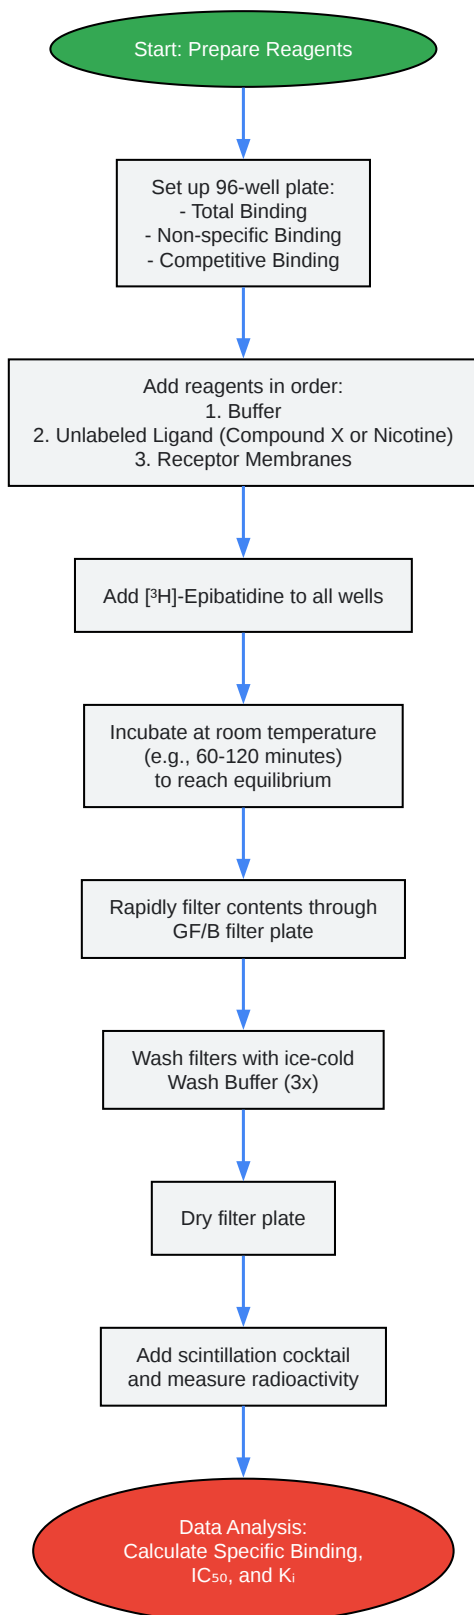 Start: Prepare Reagents
Set up 96-well plate:
- Total Binding
- Non-specific Binding
- Competitive Binding
Add reagents in order:
1. Buffer
2. Unlabeled Ligand (Compound X or Nicotine)
3. Receptor Membranes
Add [³H]-Epibatidine to all wells
Incubate at room temperature
(e.g., 60-120 minutes)
to reach equilibrium
Rapidly filter contents through
GF/B filter plate
Wash filters with ice-cold
Wash Buffer (3x)
Dry filter plate
Add scintillation cocktail
and measure radioactivity
Data Analysis:
Calculate Specific Binding,
IC₅₀, and Kᵢ